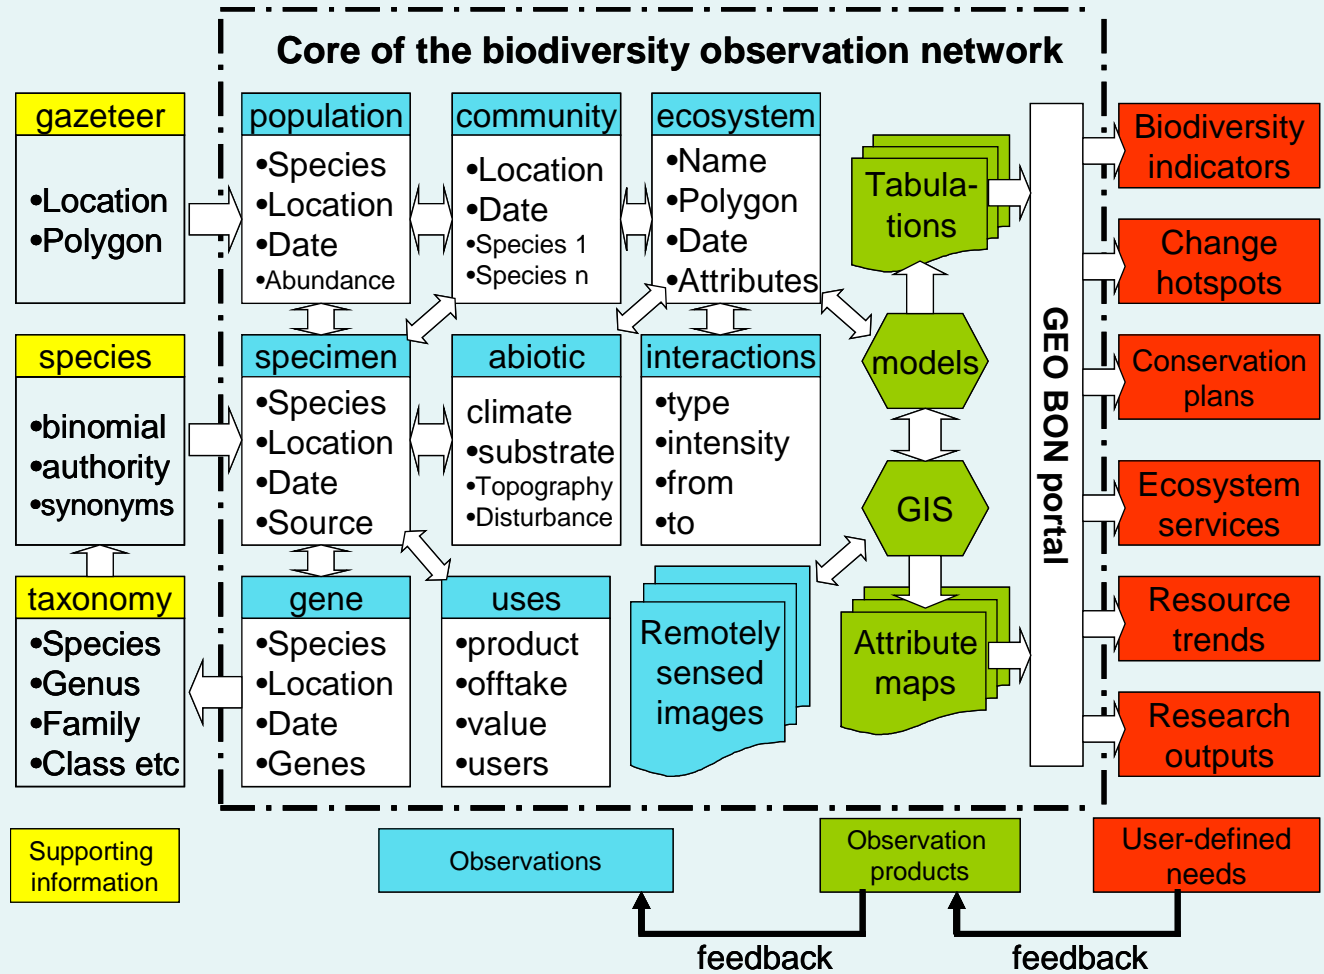 Core of the biodiversity observation network
gazeteer
•Location
•Polygon
population
•Species
•Location
•Date
•Abundance
community
•Location
•Date
•Species 1
•Species n
ecosystem
•Name
•Polygon
•Date
•Attributes
Tabula-
tions
species
•binomial
•authority
•synonyms
specimen
•Species
•Location
•Date
•Source
abiotic
climate
•substrate
•Topography
•Disturbance
interactions
•type
•intensity
•from
•to
models
GIS
taxonomy
•Species
•Genus
•Family
•Class etc
gene
•Species
•Location
•Date
•Genes
uses
•product
•offtake
•value
•users
Remotely
sensed
images
Attribute
maps
GEO BON portal
Biodiversity
indicators
Change
hotspots
Conservation
plans
Ecosystem
services
Resource
trends
Research
outputs
Supporting
information
Observations
Observation
products
User-defined
needs
feedback
feedback